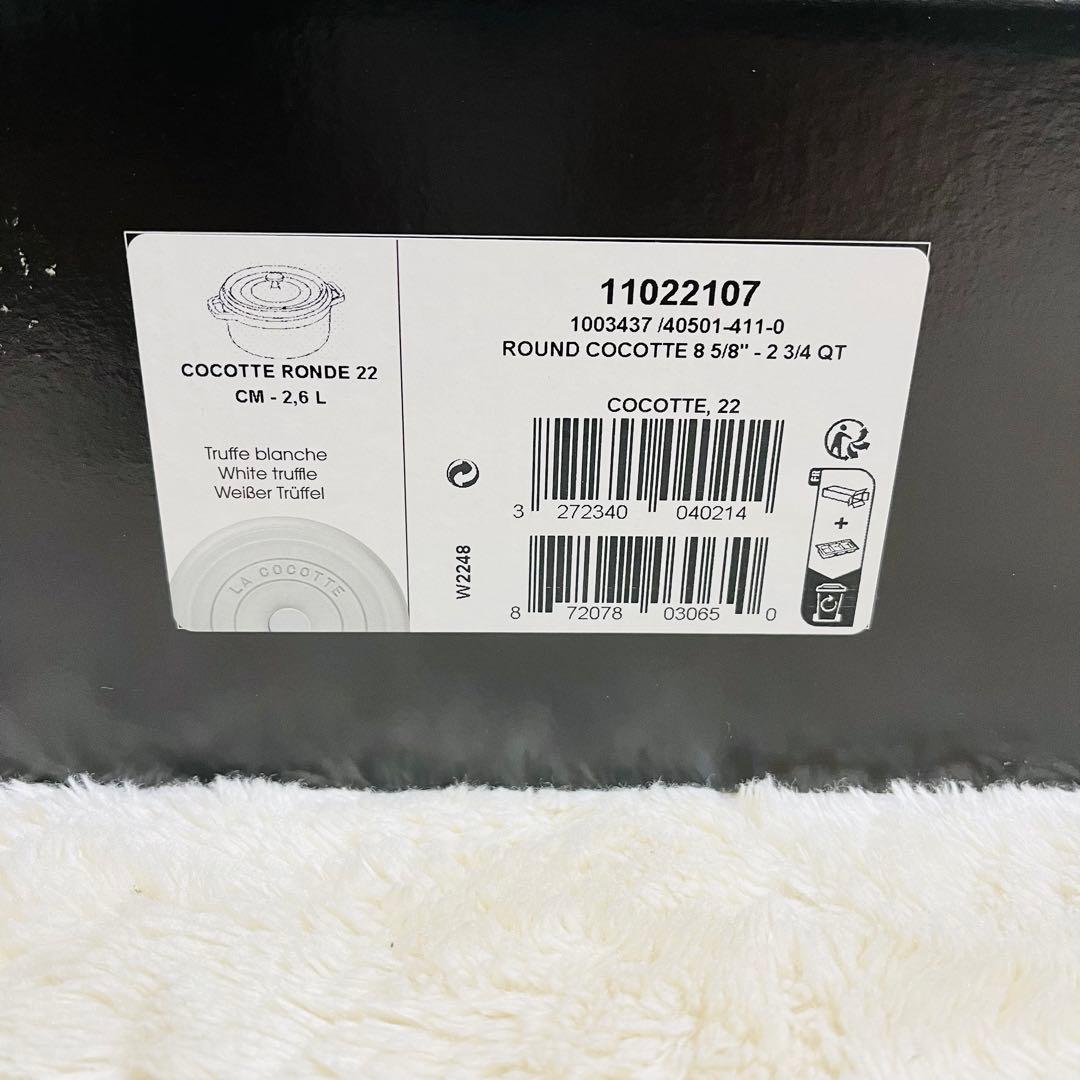 COCOTTE RONDE 22
CM - 2,6 L
Truffe blanche
White truffle
Weißer Trüffel
LA COCOTTE
11022107
1003437 /40501-411-0
ROUND COCOTTE 8 5/8" - 2 3/4 QT
COCOTTE, 22
3 272340 040214
W2248
8 72078 03065 0
FR
+